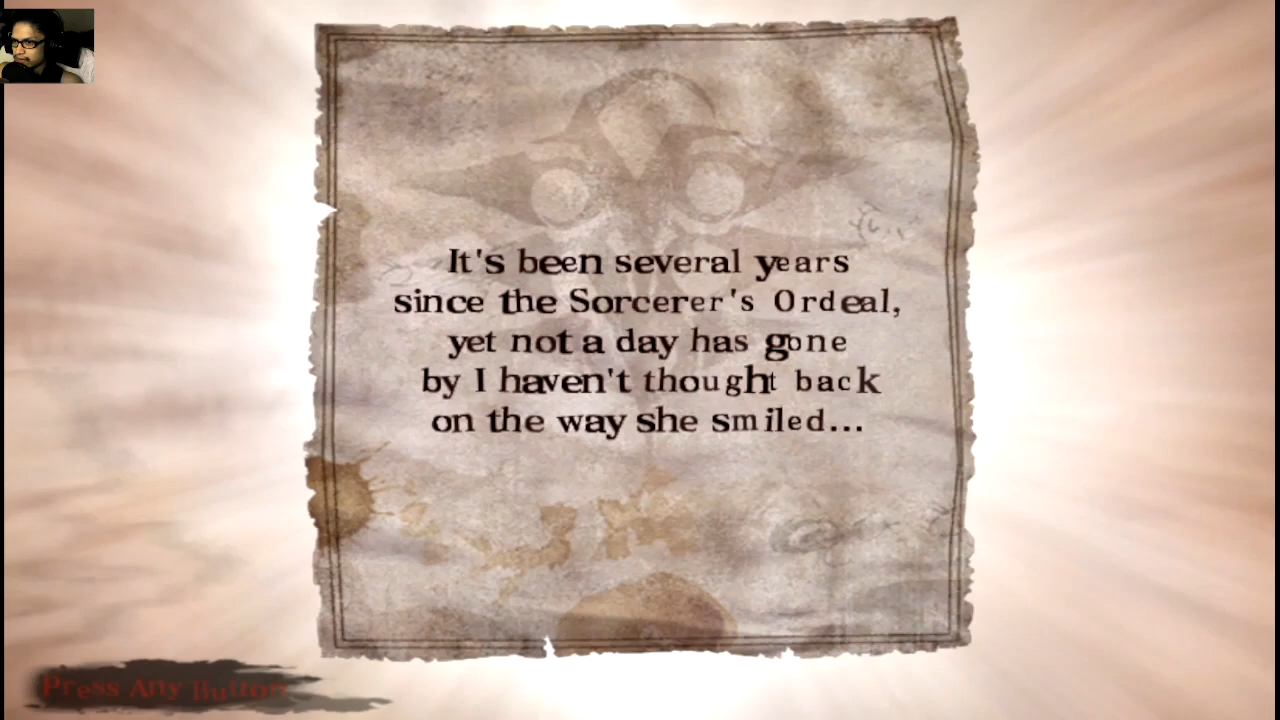 It's been several years
since the Sorcerer's Ordeal,
yet not a day has gone
by I haven't thought back
on the way she smiled...
Press Any Button